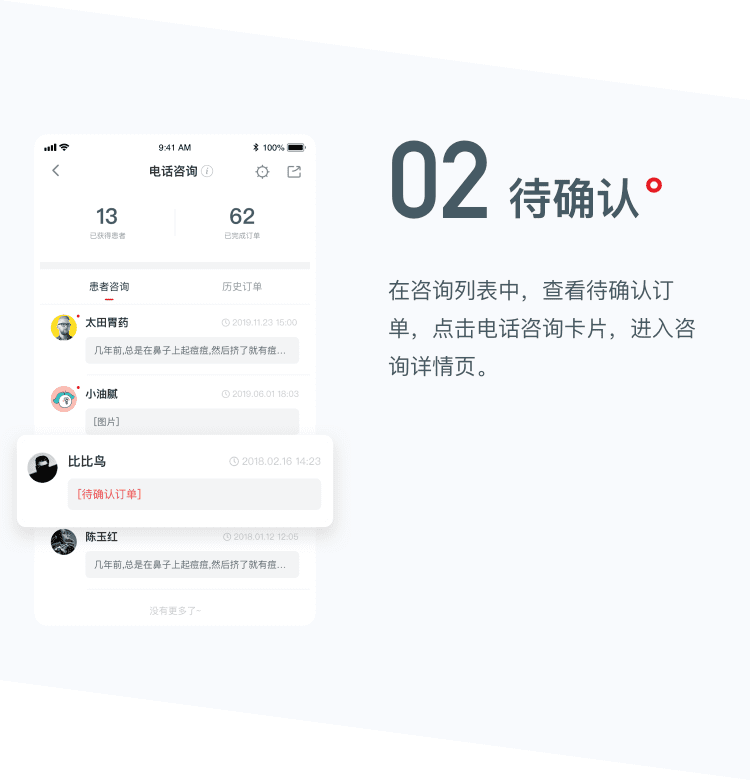 9:41 AM
100%
电话咨询
13
62
已获得患者
已完成订单
患者咨询
历史订单
太田胃药
2019.11.23 15:00
几年前,总是在鼻子上起痘痘,然后挤了就有痘...
小油腻
2019.06.01 18:03
[图片]
比比鸟
2018.02.16 14:23
[待确认订单]
陈玉红
2018.01.12 12:05
几年前,总是在鼻子上起痘痘,然后挤了就有痘...
没有更多了~
02 待确认
在咨询列表中，查看待确认订
单，点击电话咨询卡片，进入咨
询详情页。